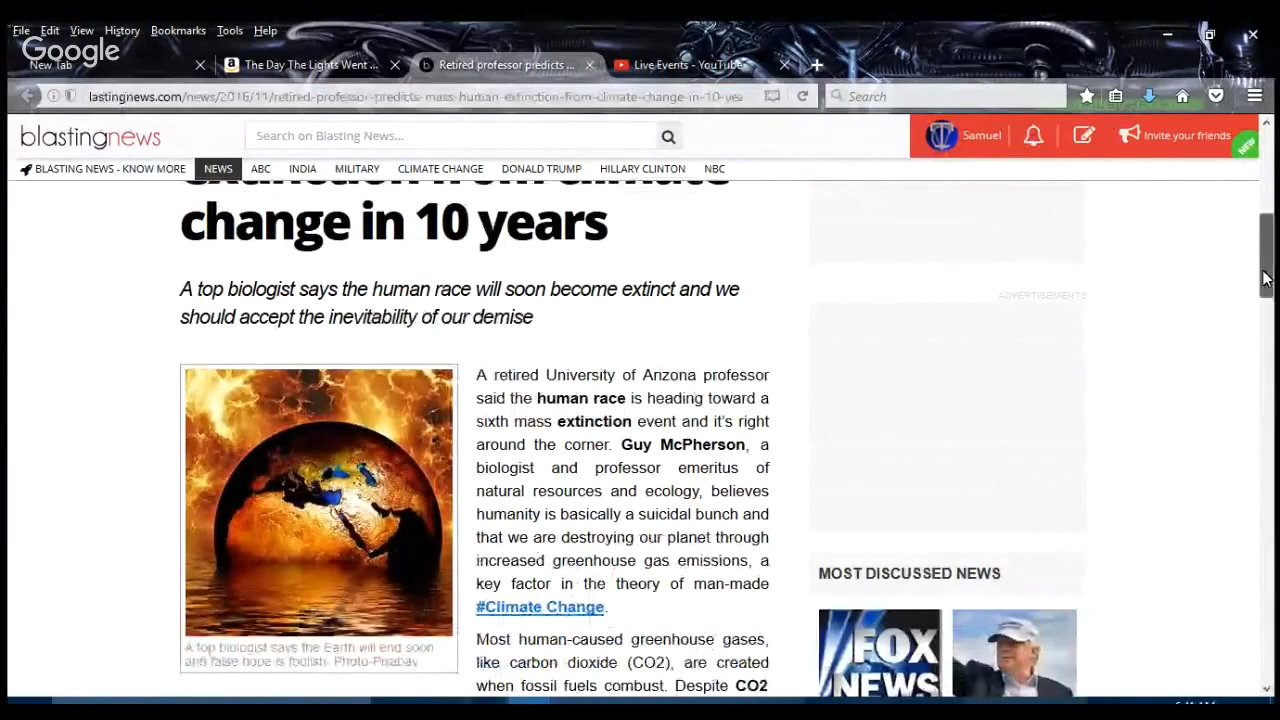 File Edit View History Bookmarks Tools Help
Google
New Tab
The Day The Lights Went ...
Retired professor predicts ...
Live Events - YouTube
lastingnews.com/news/2016/11/retired-professor-predicts-mass-human-extinction-from-climate-change-in-10-yea
Search
blastingnews
Search on Blasting News...
Samuel
Invite your friends
NEW
BLASTING NEWS - KNOW MORE NEWS ABC INDIA MILITARY CLIMATE CHANGE DONALD TRUMP HILLARY CLINTON NBC
extinction from climate
change in 10 years
A top biologist says the human race will soon become extinct and we
should accept the inevitability of our demise
A retired University of Arizona professor
said the human race is heading toward a
sixth mass extinction event and it's right
around the corner. Guy McPherson, a
biologist and professor emeritus of
natural resources and ecology, believes
humanity is basically a suicidal bunch and
that we are destroying our planet through
increased greenhouse gas emissions, a
key factor in the theory of man-made
#Climate Change.
Most human-caused greenhouse gases,
like carbon dioxide (CO2), are created
when fossil fuels combust. Despite CO2
A top biologist says the Earth will end soon
and false hope is foolish. Photo-Pixabay
ADVERTISEMENTS
MOST DISCUSSED NEWS
FOX
NEWS